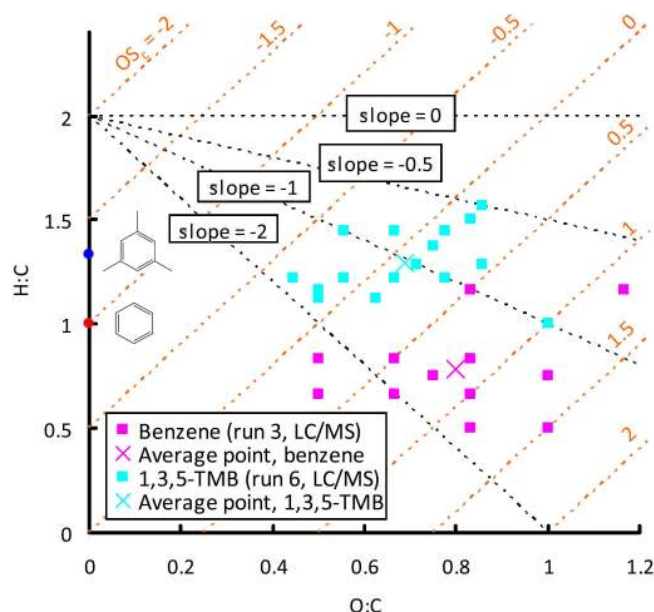 OSc=-2
-1.5
-1
-0.5
0
slope = 0
slope = -0.5
slope = -1
slope = -2
0.5
1
1.5
2
2
1.5
1
0.5
0
H:C
Benzene (run 3, LC/MS)
Average point, benzene
1,3,5-TMB (run 6, LC/MS)
Average point, 1,3,5-TMB
0 0.2 0.4 0.6 0.8 1 1.2
O:C